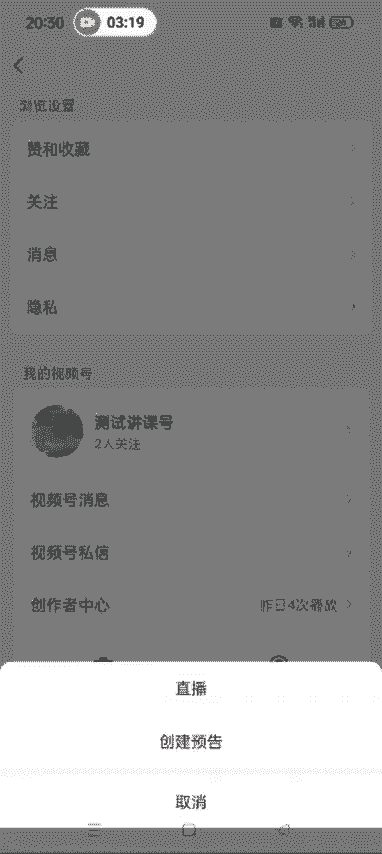 20:30
03:19
浏览设置
赞和收藏
关注
消息
隐私
我的视频号
测试讲课号
2人关注
视频号消息
视频号私信
创作者中心
昨日4次播放
直播
创建预告
取消